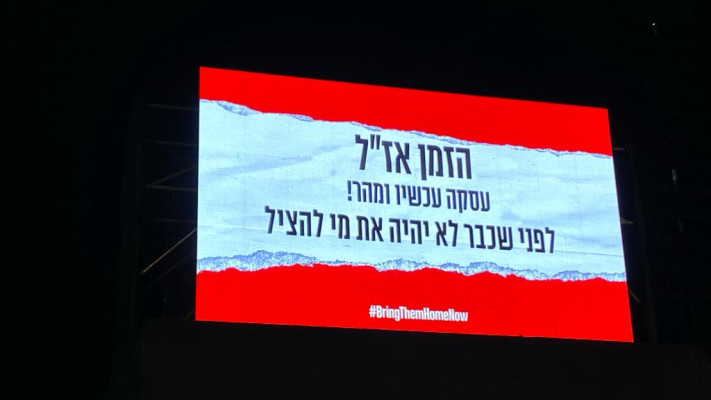 הזמן אז"ל
עסקה עכשיו ומהר!
לפני שכבר לא יהיה את מי להציל
#BringThemHomeNow